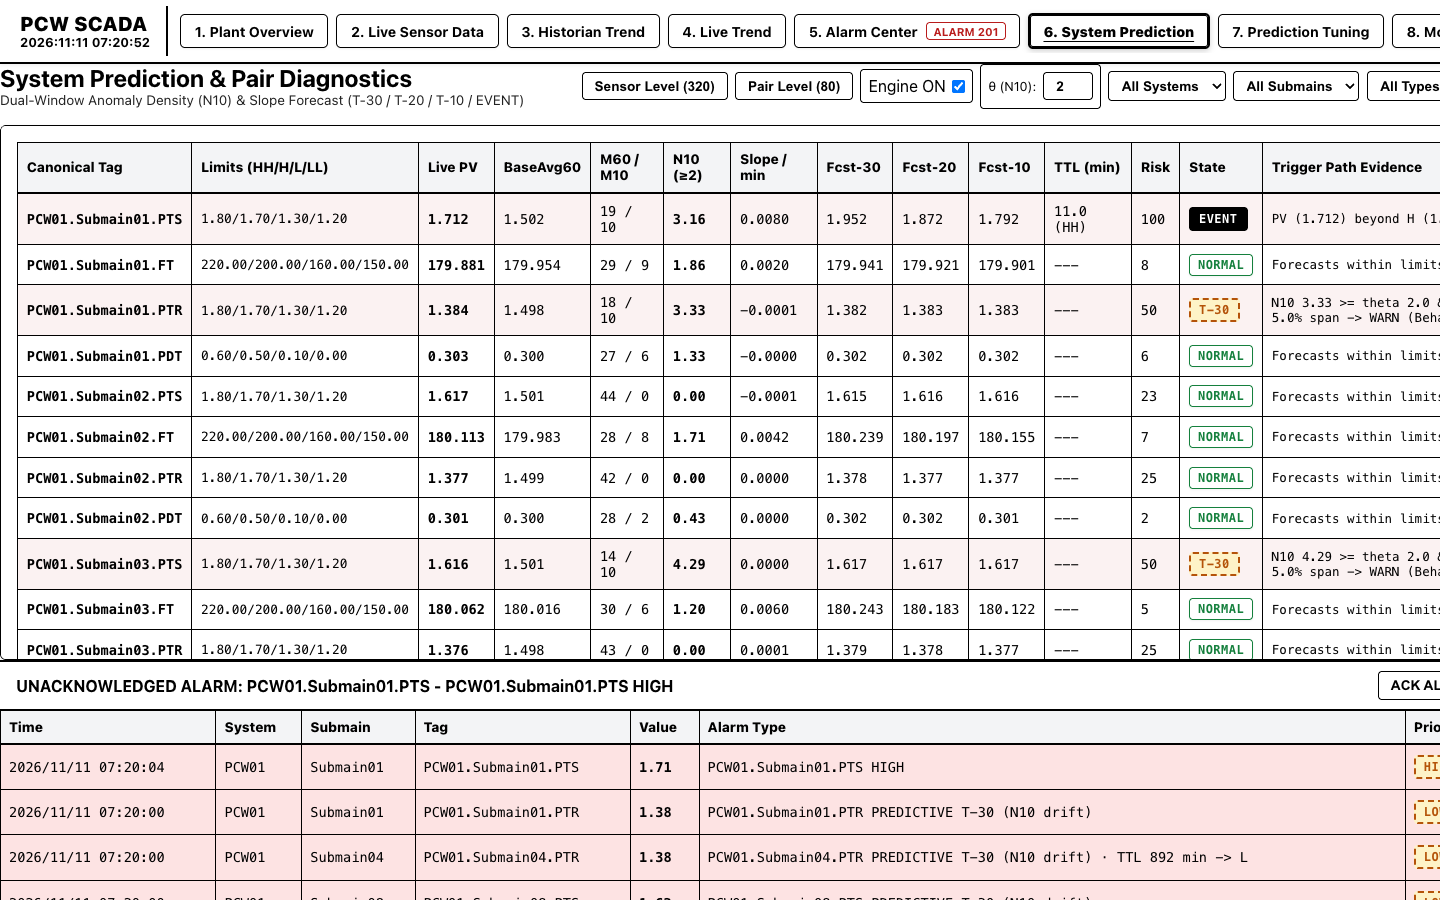 PCW SCADA
2026:11:11 07:20:52
1. Plant Overview
2. Live Sensor Data
3. Historian Trend
4. Live Trend
5. Alarm Center ALARM 201
6. System Prediction
7. Prediction Tuning
8. Mo
System Prediction & Pair Diagnostics
Dual-Window Anomaly Density (N10) & Slope Forecast (T-30 / T-20 / T-10 / EVENT)
Sensor Level (320)
Pair Level (80)
Engine ON
θ (N10): 2
All Systems
All Submains
All Types
Canonical Tag Limits (HH/H/L/LL) Live PV BaseAvg60 M60 / M10 N10 (≥2) Slope / min Fcst-30 Fcst-20 Fcst-10 TTL (min) Risk State Trigger Path Evidence
PCW01.Submain01.PTS 1.80/1.70/1.30/1.20 1.712 1.502 19 / 10 3.16 0.0080 1.952 1.872 1.792 11.0 (HH) 100 EVENT PV (1.712) beyond H (1.
PCW01.Submain01.FT 220.00/200.00/160.00/150.00 179.881 179.954 29 / 9 1.86 0.0020 179.941 179.921 179.901 --- 8 NORMAL Forecasts within limits
PCW01.Submain01.PTR 1.80/1.70/1.30/1.20 1.384 1.498 18 / 10 3.33 -0.0001 1.382 1.383 1.383 --- 50 T-30 N10 3.33 >= theta 2.0 &
5.0% span -> WARN (Beha
PCW01.Submain01.PDT 0.60/0.50/0.10/0.00 0.303 0.300 27 / 6 1.33 -0.0000 0.302 0.302 0.302 --- 6 NORMAL Forecasts within limits
PCW01.Submain02.PTS 1.80/1.70/1.30/1.20 1.617 1.501 44 / 0 0.00 -0.0001 1.615 1.616 1.616 --- 23 NORMAL Forecasts within limits
PCW01.Submain02.FT 220.00/200.00/160.00/150.00 180.113 179.983 28 / 8 1.71 0.0042 180.239 180.197 180.155 --- 7 NORMAL Forecasts within limits
PCW01.Submain02.PTR 1.80/1.70/1.30/1.20 1.377 1.499 42 / 0 0.00 0.0000 1.378 1.377 1.377 --- 25 NORMAL Forecasts within limits
PCW01.Submain02.PDT 0.60/0.50/0.10/0.00 0.301 0.300 28 / 2 0.43 0.0000 0.302 0.302 0.301 --- 2 NORMAL Forecasts within limits
PCW01.Submain03.PTS 1.80/1.70/1.30/1.20 1.616 1.501 14 / 10 4.29 0.0000 1.617 1.617 1.617 --- 50 T-30 N10 4.29 >= theta 2.0 &
5.0% span -> WARN (Beha
PCW01.Submain03.FT 220.00/200.00/160.00/150.00 180.062 180.016 30 / 6 1.20 0.0060 180.243 180.183 180.122 --- 5 NORMAL Forecasts within limits
PCW01.Submain03.PTR 1.80/1.70/1.30/1.20 1.376 1.498 43 / 0 0.00 0.0001 1.379 1.378 1.377 --- 25 NORMAL Forecasts within limits
UNACKNOWLEDGED ALARM: PCW01.Submain01.PTS - PCW01.Submain01.PTS HIGH
ACK AL
Time System Submain Tag Value Alarm Type Prio
2026/11/11 07:20:04 PCW01 Submain01 PCW01.Submain01.PTS 1.71 PCW01.Submain01.PTS HIGH HI
2026/11/11 07:20:00 PCW01 Submain01 PCW01.Submain01.PTR 1.38 PCW01.Submain01.PTR PREDICTIVE T-30 (N10 drift) LO
2026/11/11 07:20:00 PCW01 Submain04 PCW01.Submain04.PTR 1.38 PCW01.Submain04.PTR PREDICTIVE T-30 (N10 drift) · TTL 892 min -> L LO